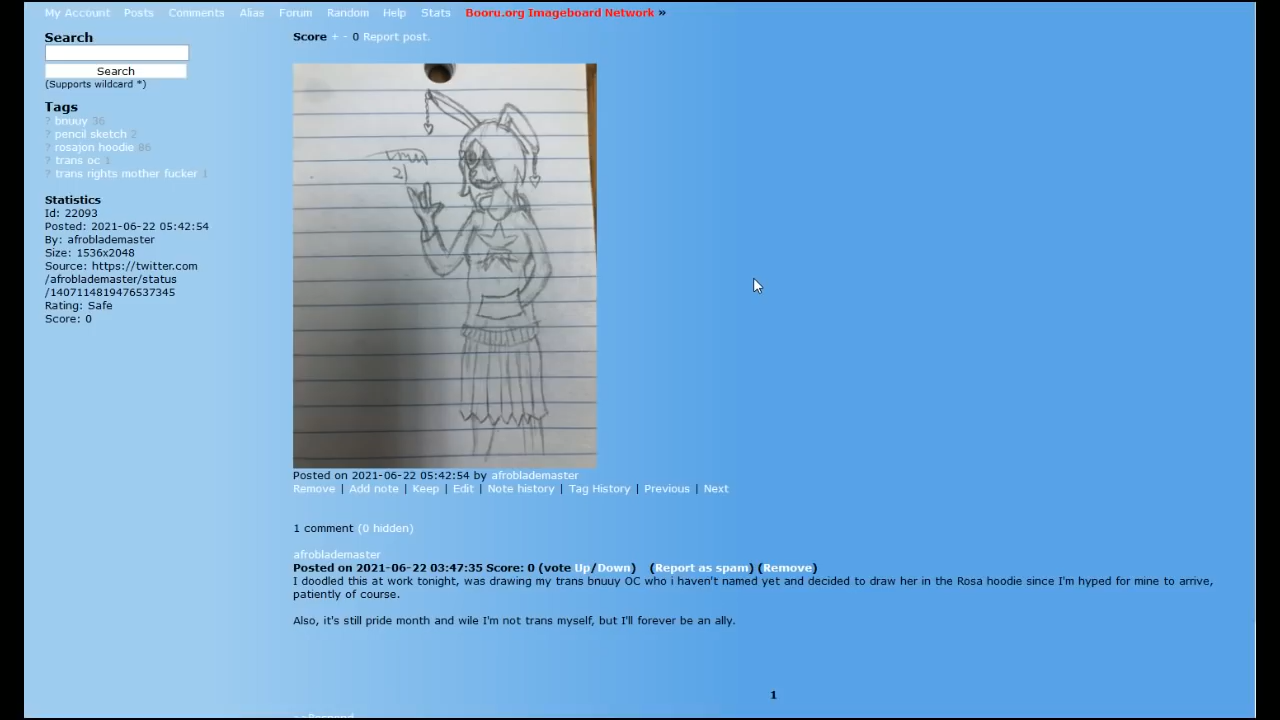 My Account Posts Comments Alias Forum Random Help Stats Booru.org Imageboard Network »
Search
Search
(Supports wildcard *)
Tags
? bnuuy 36
? pencil sketch 2
? rosajon hoodie 86
? trans oc 1
? trans rights mother fucker 1
Statistics
Id: 22093
Posted: 2021-06-22 05:42:54
By: afroblademaster
Size: 1536x2048
Source: https://twitter.com
/afroblademaster/status
/1407114819476537345
Rating: Safe
Score: 0
Score + - 0 Report post.
21
Posted on 2021-06-22 05:42:54 by afroblademaster
Remove | Add note | Keep | Edit | Note history | Tag History | Previous | Next
1 comment (0 hidden)
afroblademaster
Posted on 2021-06-22 03:47:35 Score: 0 (vote Up/Down) (Report as spam) (Remove)
I doodled this at work tonight, was drawing my trans bnuuy OC who i haven't named yet and decided to draw her in the Rosa hoodie since I'm hyped for mine to arrive,
patiently of course.
Also, it's still pride month and wile I'm not trans myself, but I'll forever be an ally.
1